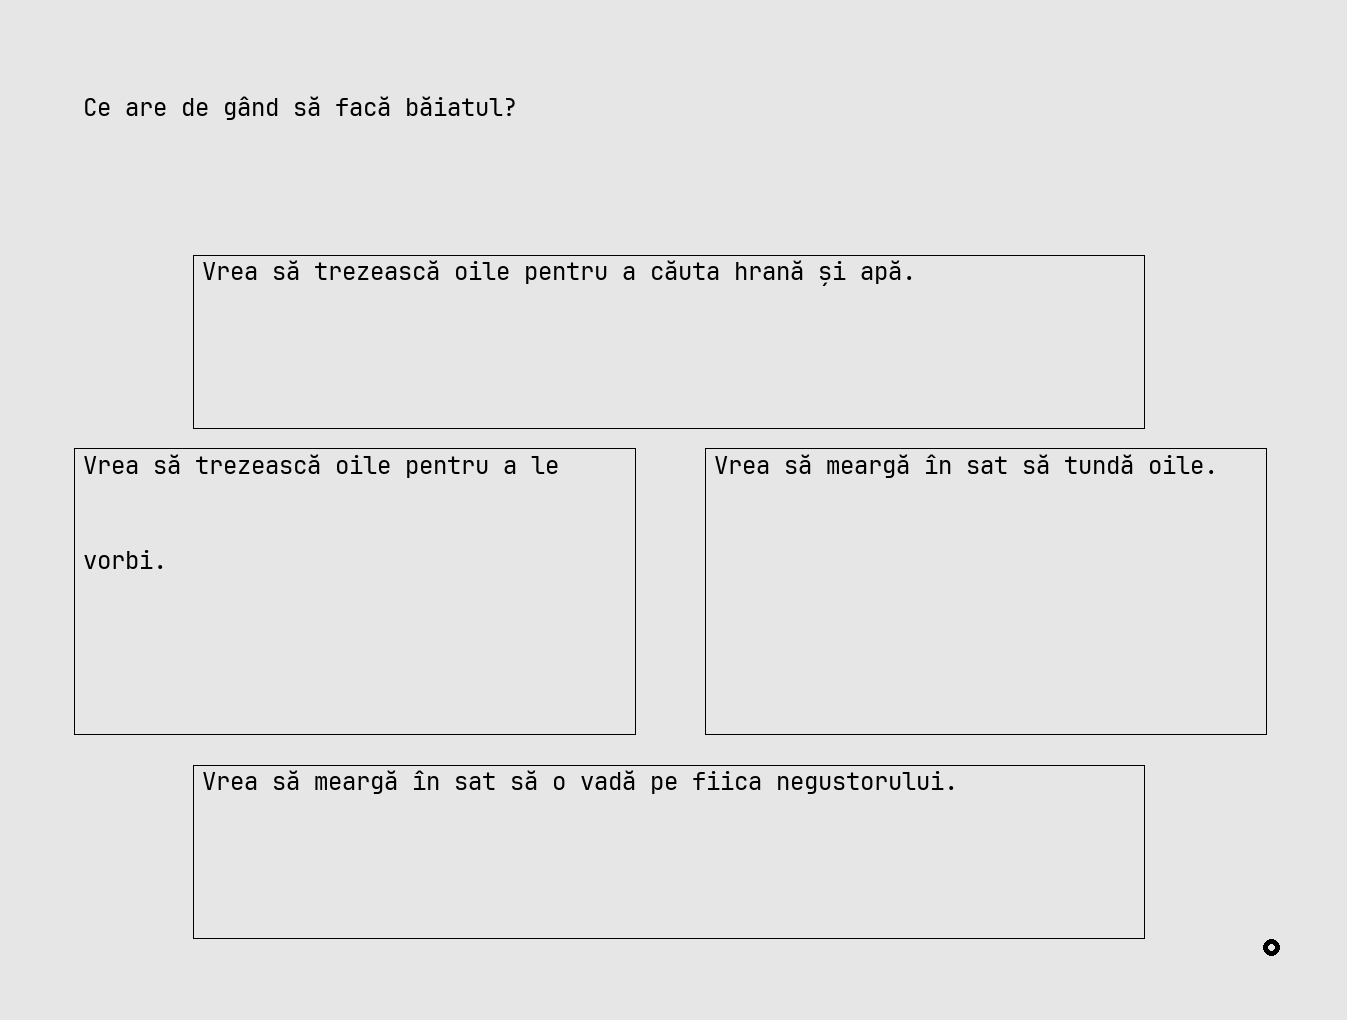 Ce are de gând să facă băiatul?
Vrea să trezească oile pentru a căuta hrană și apă.
Vrea să trezească oile pentru a le
vorbi.
Vrea să meargă în sat să tundă oile.
Vrea să meargă în sat să o vadă pe fiica negustorului.